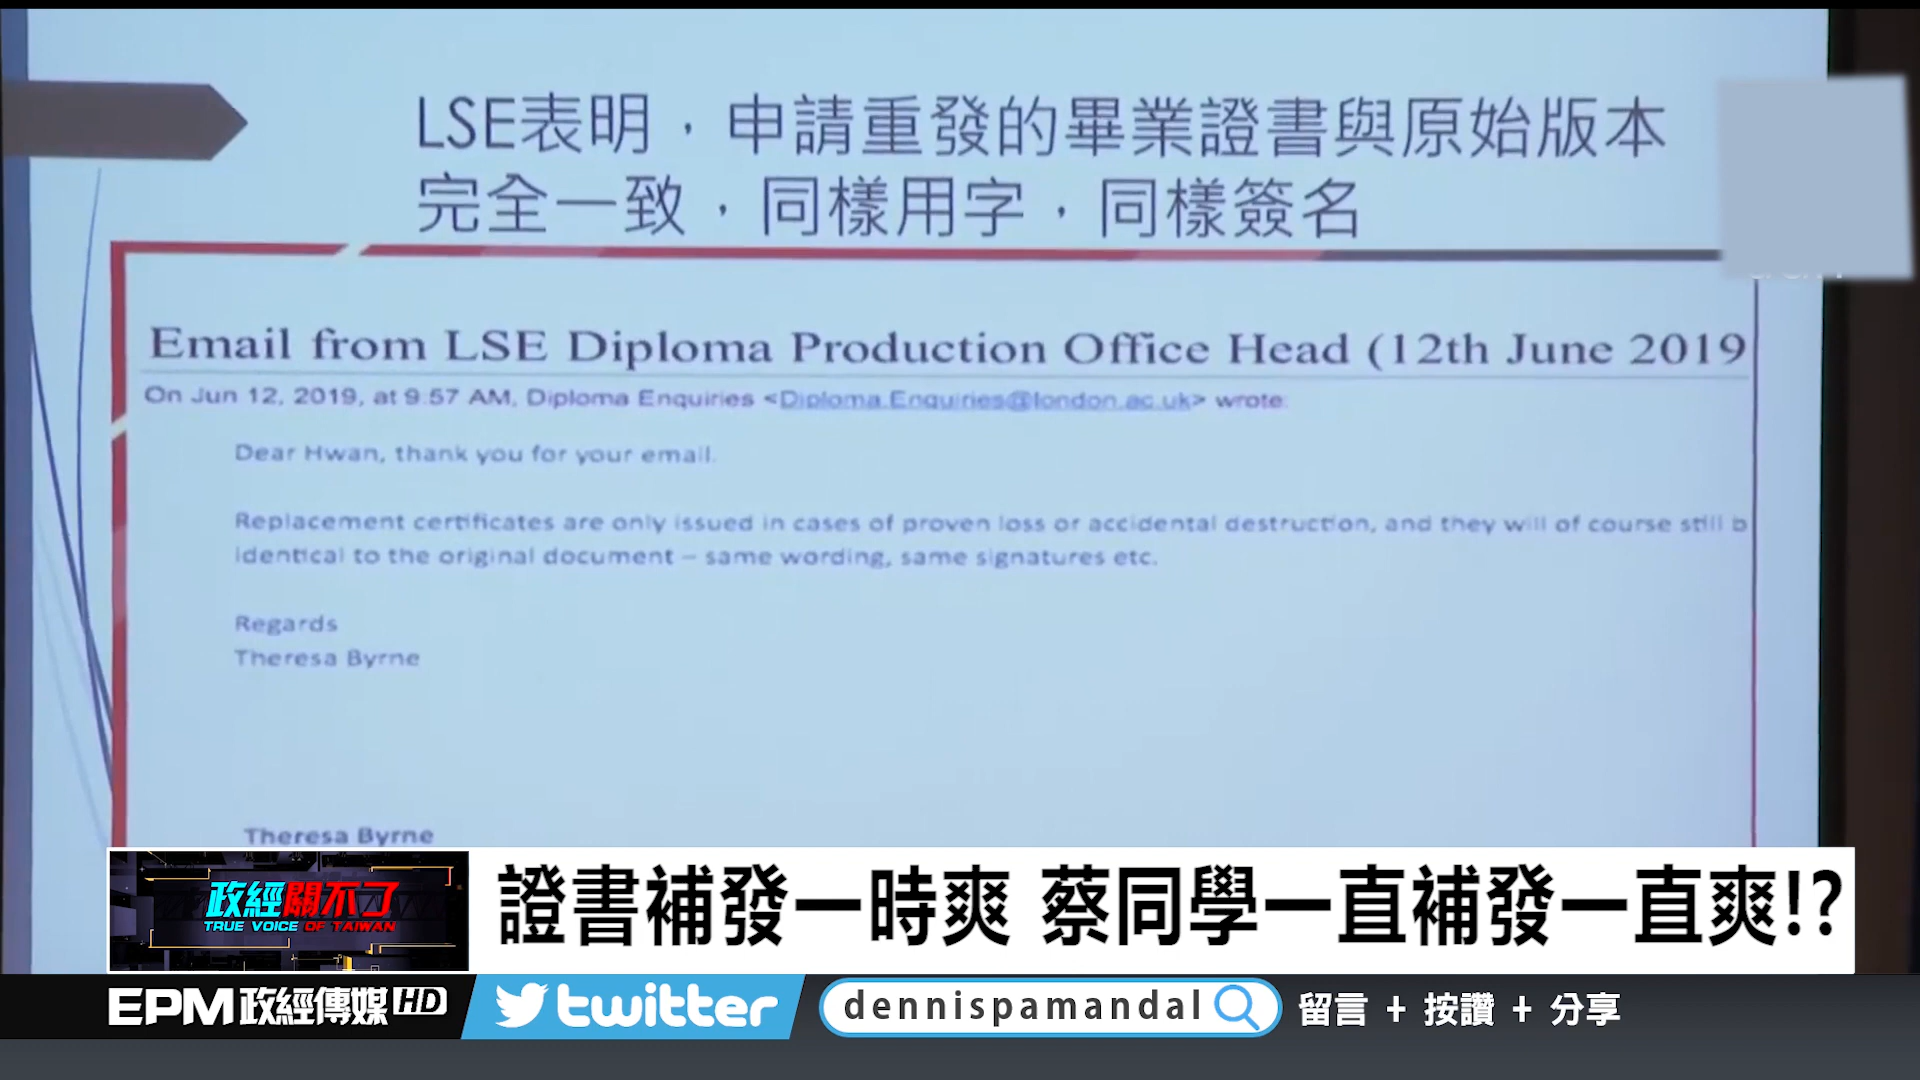 LSE表明，申請重發的畢業證書與原始版本
完全一致，同樣用字，同樣簽名
Email from LSE Diploma Production Office Head (12th June 2019
On Jun 12, 2019, at 9:57 AM, Diploma Enquiries <Diploma.Enquiries@london.ac.uk> wrote:
Dear Hwan, thank you for your email.
Replacement certificates are only issued in cases of proven loss or accidental destruction, and they will of course still b
identical to the original document – same wording, same signatures etc.
Regards
Theresa Byrne
Theresa Byrne
政經關不了
TRUE VOICE OF TAIWAN
證書補發一時爽 蔡同學一直補發一直爽!?
EPM政經傳媒HD
twitter
dennispamandal
留言 + 按讚 + 分享